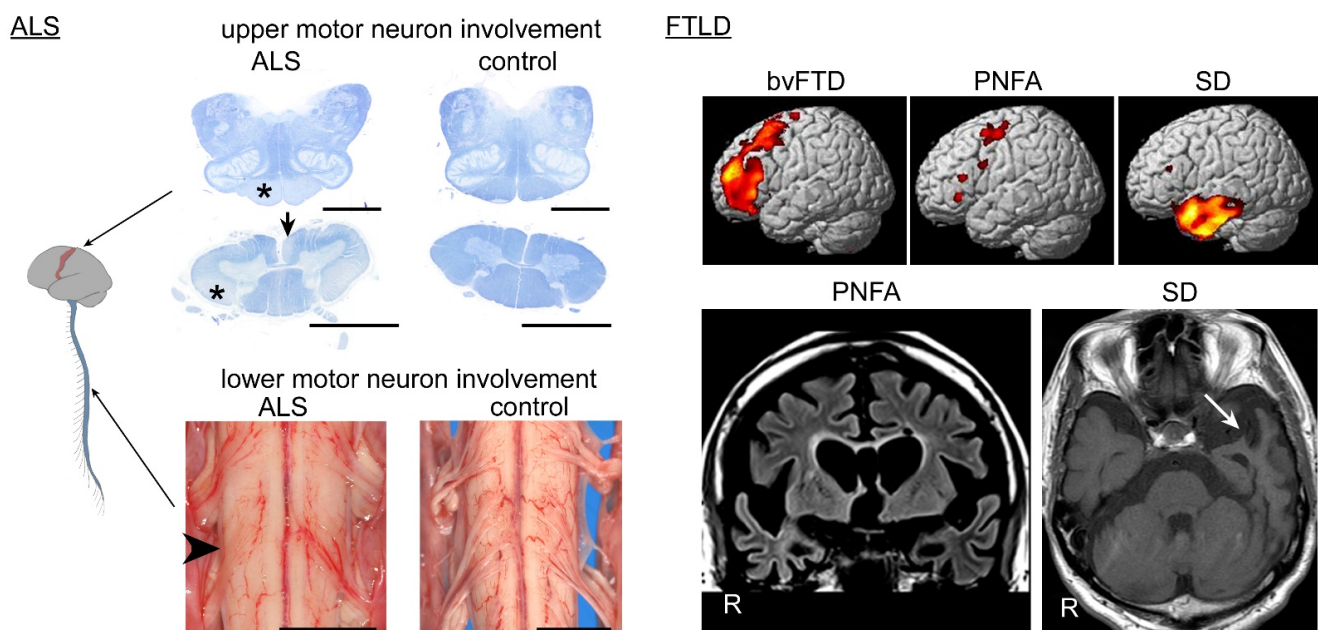 ALS
upper motor neuron involvement
ALS control
*
*
lower motor neuron involvement
ALS control
FTLD
bvFTD PNFA SD
PNFA SD
R R